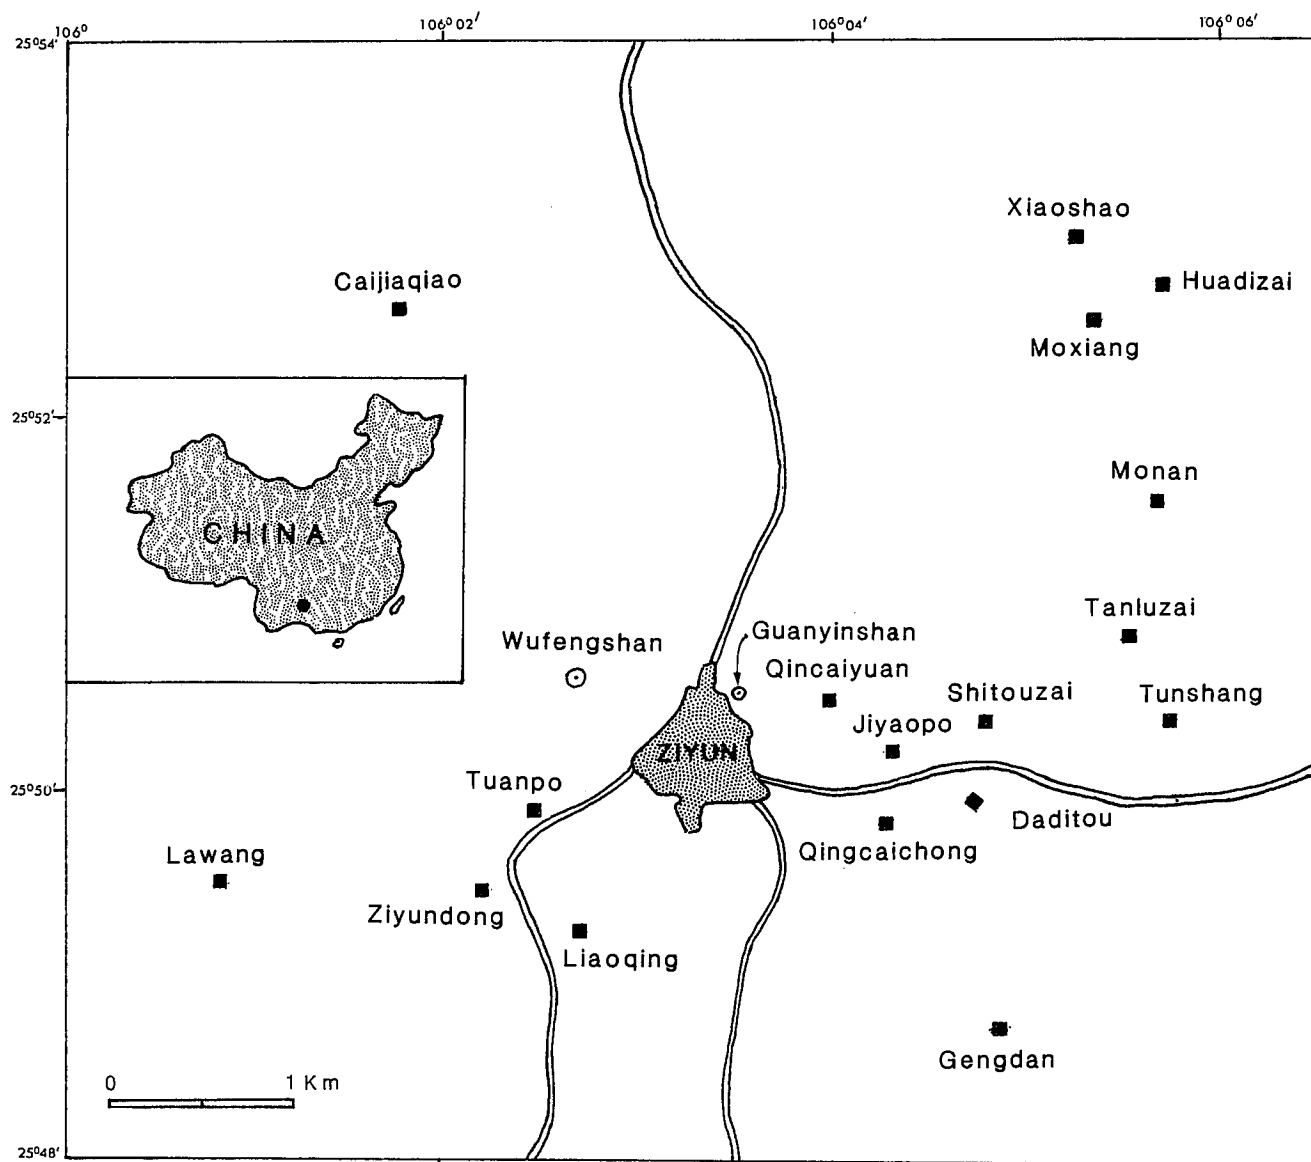 106° 106° 02′ 106° 04′ 106° 06′
25°54′
Xiaoshao
Caijiaqiao
Huadizai
Moxiang
25°52′
Monan
CHINA
Tanluzai
Guanyinshan
Wufengshan
Qincaiyuan
Shitouzai
Tunshang
Jiyaopo
ZIYUN
Tuanpo
25°50′
Daditou
Qingcaichong
Lawang
Ziyundong
Liaoqing
Gengdan
0 1 Km
25°48′